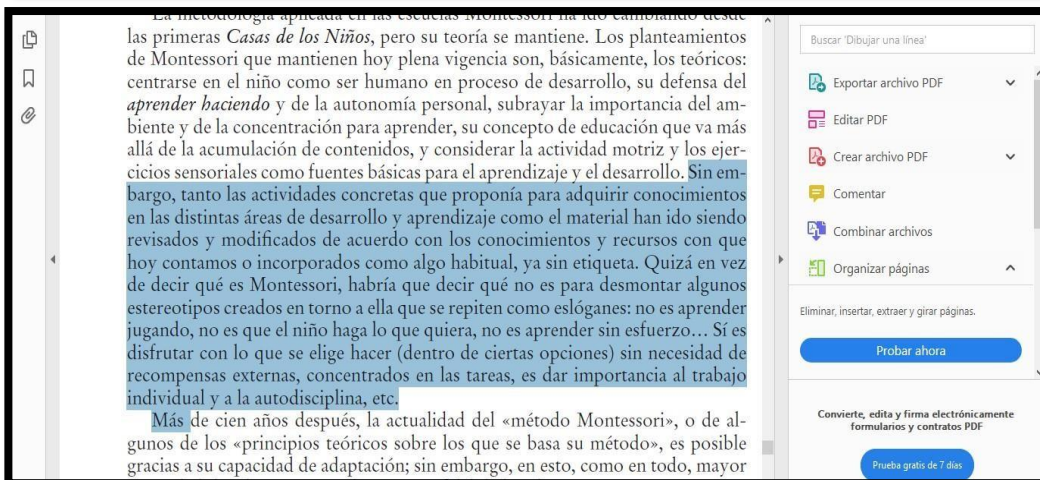 La metodología aplicada en las escuelas Montessori ha ido cambiando desde
las primeras Casas de los Niños, pero su teoría se mantiene. Los planteamientos
de Montessori que mantienen hoy plena vigencia son, básicamente, los teóricos:
centrarse en el niño como ser humano en proceso de desarrollo, su defensa del
aprender haciendo y de la autonomía personal, subrayar la importancia del am-
biente y de la concentración para aprender, su concepto de educación que va más
allá de la acumulación de contenidos, y considerar la actividad motriz y los ejer-
cicios sensoriales como fuentes básicas para el aprendizaje y el desarrollo. Sin em-
bargo, tanto las actividades concretas que proponía para adquirir conocimientos
en las distintas áreas de desarrollo y aprendizaje como el material han ido siendo
revisados y modificados de acuerdo con los conocimientos y recursos con que
hoy contamos o incorporados como algo habitual, ya sin etiqueta. Quizá en vez
de decir qué es Montessori, habría que decir qué no es para desmontar algunos
estereotipos creados en torno a ella que se repiten como eslóganes: no es aprender
jugando, no es que el niño haga lo que quiera, no es aprender sin esfuerzo... Sí es
disfrutar con lo que se elige hacer (dentro de ciertas opciones) sin necesidad de
recompensas externas, concentrados en las tareas, es dar importancia al trabajo
individual y a la autodisciplina, etc.
Más de cien años después, la actualidad del «método Montessori», o de al-
gunos de los «principios teóricos sobre los que se basa su método», es posible
gracias a su capacidad de adaptación; sin embargo, en esto, como en todo, mayor
Buscar 'Dibujar una línea'
Exportar archivo PDF
Editar PDF
Crear archivo PDF
Comentar
Combinar archivos
Organizar páginas
Eliminar, insertar, extraer y girar páginas.
Probar ahora
Convierte, edita y firma electrónicamente
formularios y contratos PDF
Prueba gratis de 7 días